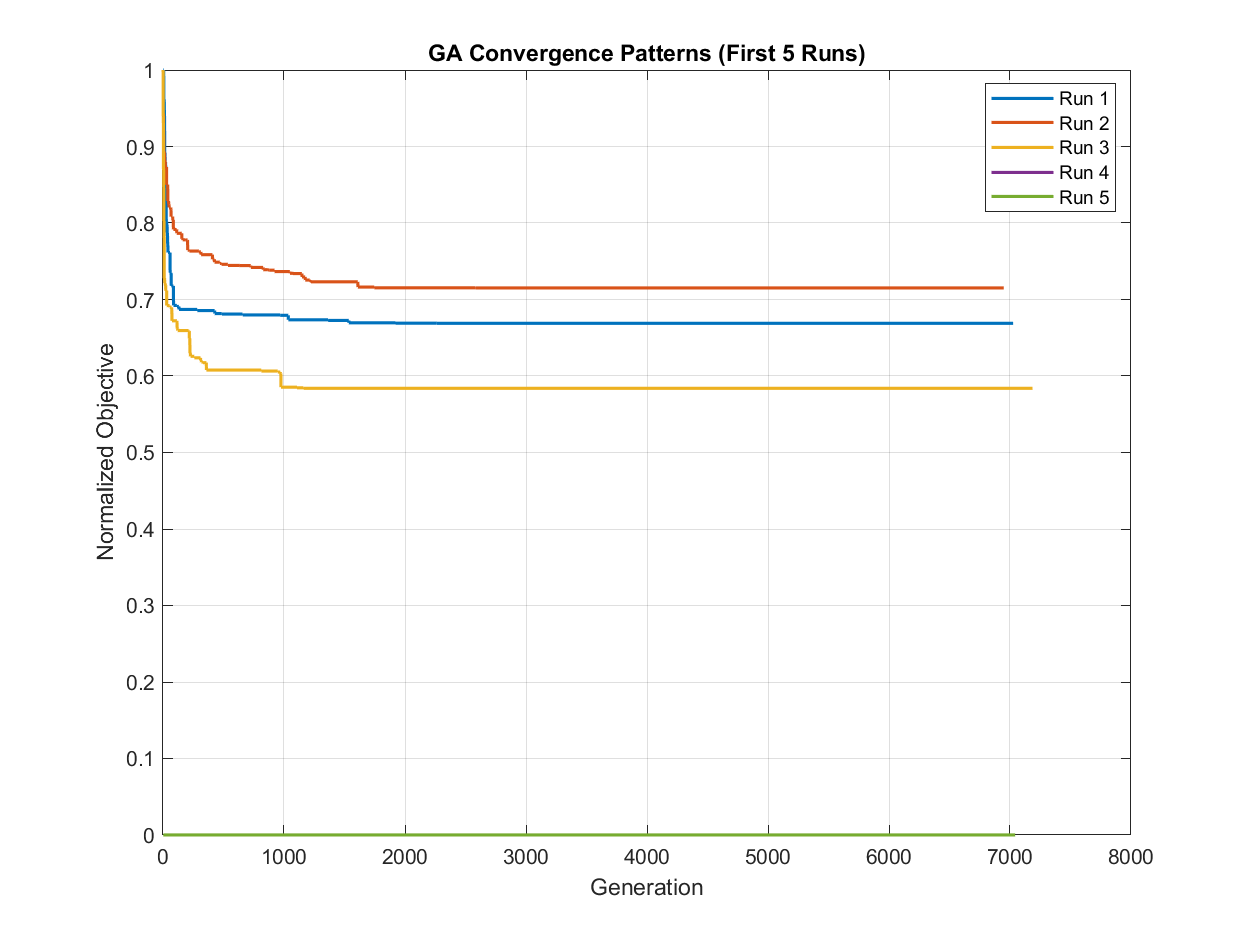 GA Convergence Patterns (First 5 Runs)
1
0.9
0.8
0.7
0.6
0.5
0.4
0.3
0.2
0.1
0
Normalized Objective
Run 1
Run 2
Run 3
Run 4
Run 5
0 1000 2000 3000 4000 5000 6000 7000 8000
Generation